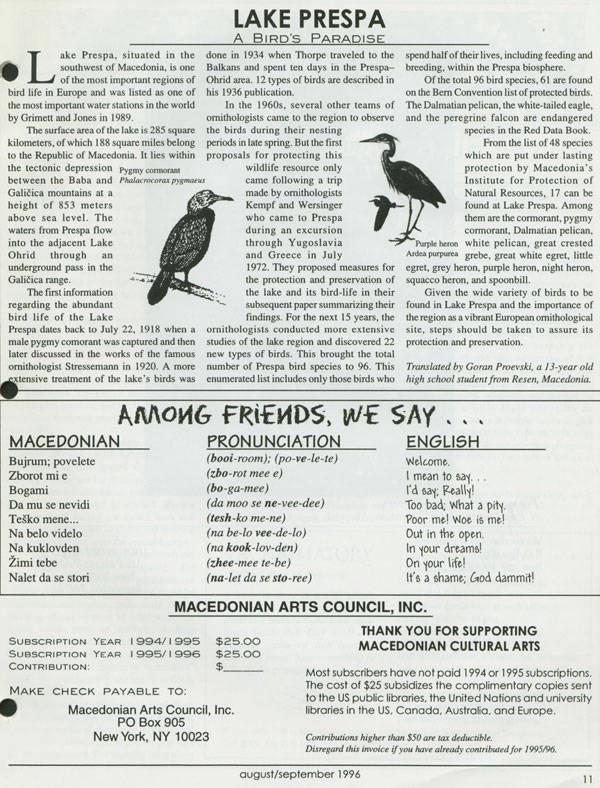 LAKE PRESPA
A BIRD'S PARADISE
Lake Prespa, situated in the
southwest of Macedonia, is one
of the most important regions of
bird life in Europe and was listed as one of
the most important water stations in the world
by Grimett and Jones in 1989.
The surface area of the lake is 285 square
kilometers, of which 188 square miles belong
to the Republic of Macedonia. It lies within
the tectonic depression
between the Baba and
Galičica mountains at a
height of 853 meters
above sea level. The
waters from Prespa flow
into the adjacent Lake
Ohrid through an
underground pass in the
Galičica range.
The first information
regarding the abundant
bird life of the Lake
Prespa dates back to July 22, 1918 when a
male pygmy comorant was captured and then
later discussed in the works of the famous
ornithologist Stressemann in 1920. A more
extensive treatment of the lake's birds was
Pygmy cormorant
Phalacrocorax pygmaeus
done in 1934 when Thorpe traveled to the
Balkans and spent ten days in the Prespa–
Ohrid area. 12 types of birds are described in
his 1936 publication.
In the 1960s, several other teams of
ornithologists came to the region to observe
the birds during their nesting
periods in late spring. But the first
proposals for protecting this
wildlife resource only
came following a trip
made by ornithologists
Kempf and Wersinger
who came to Prespa
during an excursion
through Yugoslavia
and Greece in July
1972. They proposed measures for
the protection and preservation of
the lake and its bird-life in their
subsequent paper summarizing their
findings. For the next 15 years, the
ornithologists conducted more extensive
studies of the lake region and discovered 22
new types of birds. This brought the total
number of Prespa bird species to 96. This
enumerated list includes only those birds who
spend half of their lives, including feeding and
breeding, within the Prespa biosphere.
Of the total 96 bird species, 61 are found
on the Bern Convention list of protected birds.
The Dalmatian pelican, the white-tailed eagle,
and the peregrine falcon are endangered
species in the Red Data Book.
From the list of 48 species
which are put under lasting
protection by Macedonia's
Institute for Protection of
Natural Resources, 17 can be
found at Lake Prespa. Among
them are the cormorant, pygmy
cormorant, Dalmatian pelican,
white pelican, great crested
grebe, great white egret, little
egret, grey heron, purple heron, night heron,
squacco heron, and spoonbill.
Given the wide variety of birds to be
found in Lake Prespa and the importance of
the region as a vibrant European ornithological
site, steps should be taken to assure its
protection and preservation.
Purple heron
Ardea purpurea
Translated by Goran Proevski, a 13-year old
high school student from Resen, Macedonia.
AMONG FRIENDS, WE SAY . . .
MACEDONIAN PRONUNCIATION ENGLISH
Bujrum; povelete (booi-room); (po-ve-le-te) Welcome.
Zborot mi e (zbo-rot mee e) I mean to say. . .
Bogami (bo-ga-mee) I'd say; Really!
Da mu se nevidi (da moo se ne-vee-dee) Too bad; What a pity.
Teško mene... (tesh-ko me-ne) Poor me! Woe is me!
Na belo videlo (na be-lo vee-de-lo) Out in the open.
Na kuklovden (na kook-lov-den) In your dreams!
Žimi tebe (zhee-mee te-be) On your life!
Nalet da se stori (na-let da se sto-ree) It's a shame; God dammit!
MACEDONIAN ARTS COUNCIL, INC.
SUBSCRIPTION YEAR 1994/1995 $25.00
SUBSCRIPTION YEAR 1995/1996 $25.00
CONTRIBUTION: $______
MAKE CHECK PAYABLE TO:
Macedonian Arts Council, Inc.
PO Box 905
New York, NY 10023
THANK YOU FOR SUPPORTING
MACEDONIAN CULTURAL ARTS
Most subscribers have not paid 1994 or 1995 subscriptions.
The cost of $25 subsidizes the complimentary copies sent
to the US public libraries, the United Nations and university
libraries in the US, Canada, Australia, and Europe.
Contributions higher than $50 are tax deductible.
Disregard this invoice if you have already contributed for 1995/96.
august/september 1996
11